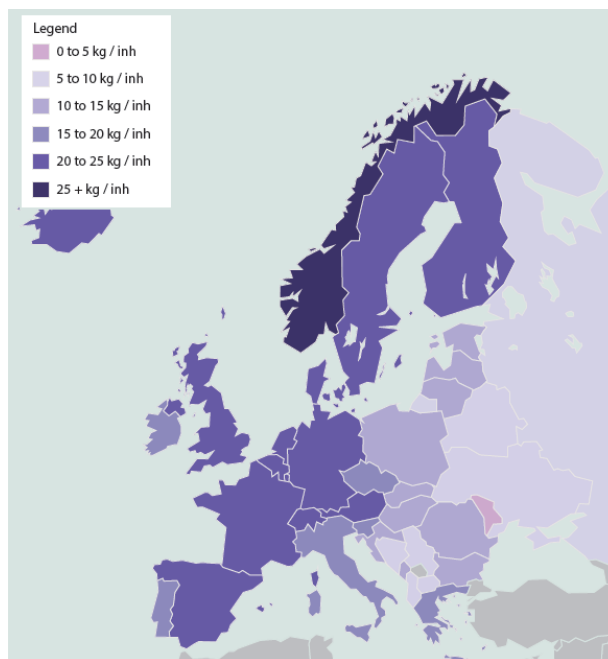 Legend
0 to 5 kg / inh
5 to 10 kg / inh
10 to 15 kg / inh
15 to 20 kg / inh
20 to 25 kg / inh
25 + kg / inh